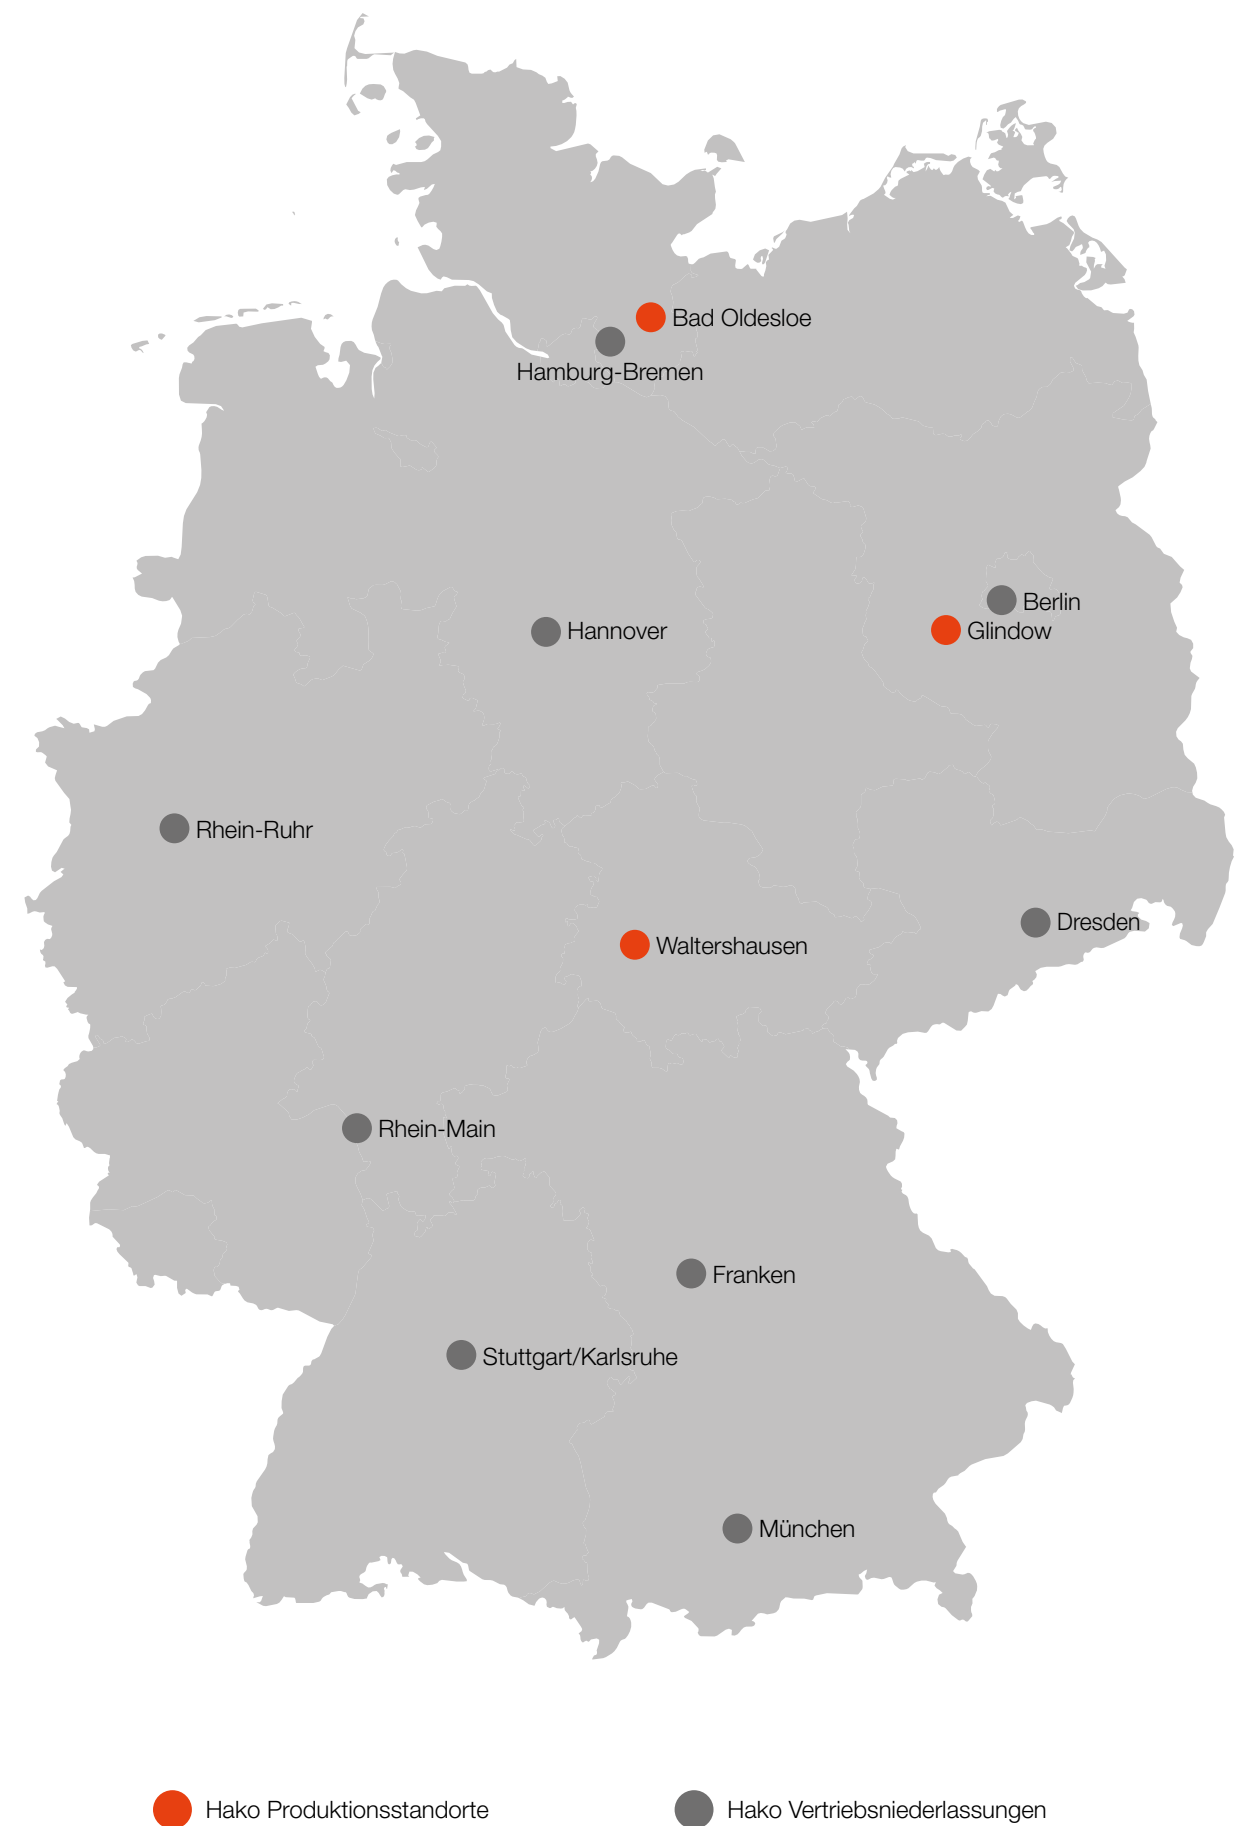 Bad Oldesloe
Hamburg-Bremen
Berlin
Hannover
Glindow
Rhein-Ruhr
Dresden
Waltershausen
Rhein-Main
Franken
Stuttgart/Karlsruhe
München
Hako Produktionsstandorte
Hako Vertriebsniederlassungen